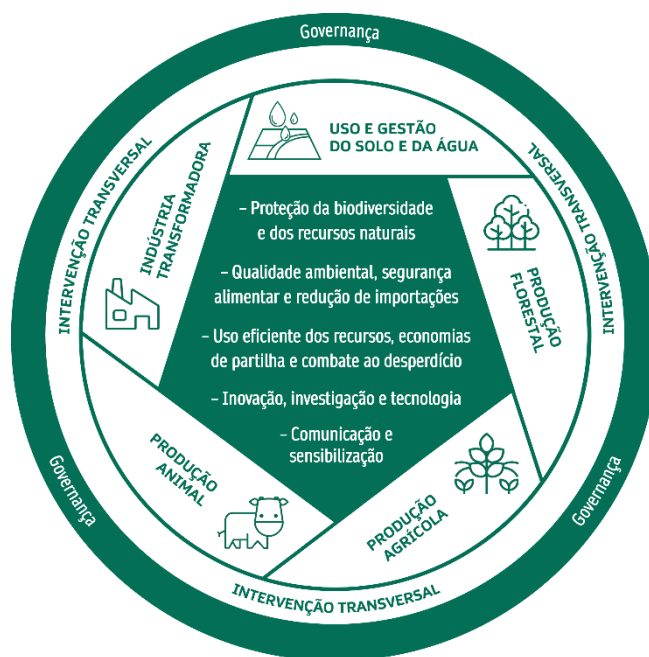 Governança
INTERVENÇÃO TRANSVERSAL
INTERVENÇÃO TRANSVERSAL
USO E GESTÃO
DO SOLO E DA ÁGUA
INDÚSTRIA
TRANSFORMADORA
PRODUÇÃO
FLORESTAL
– Proteção da biodiversidade
e dos recursos naturais
– Qualidade ambiental, segurança
alimentar e redução de importações
– Uso eficiente dos recursos, economias
de partilha e combate ao desperdício
– Inovação, investigação e tecnologia
– Comunicação e
sensibilização
PRODUÇÃO
ANIMAL
PRODUÇÃO
AGRÍCOLA
Governança
Governança
INTERVENÇÃO TRANSVERSAL